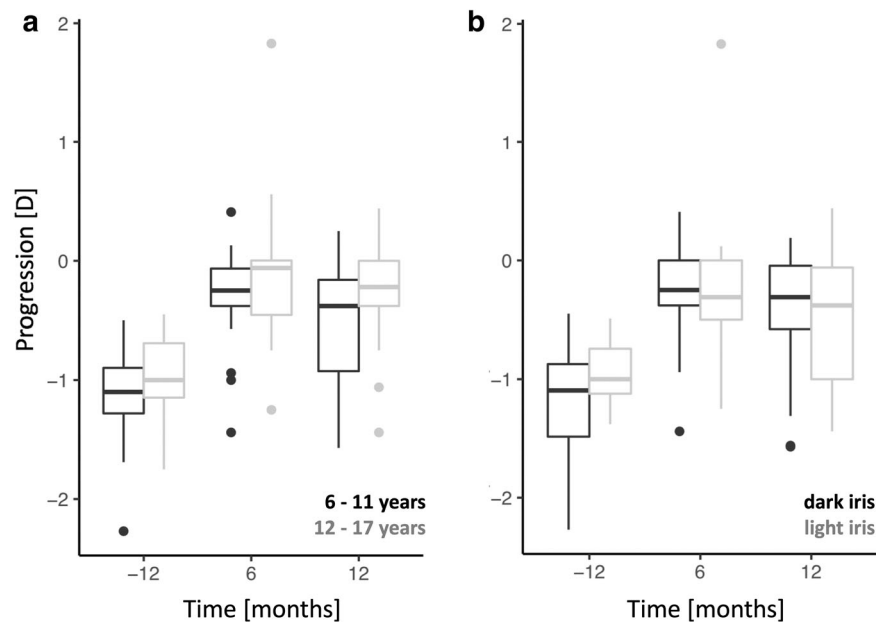 a
2
1
0
−1
−2
Progression [D]
6 - 11 years
12 - 17 years
−12
6
12
Time [months]
b
2
1
0
−1
−2
dark iris
light iris
−12
6
12
Time [months]